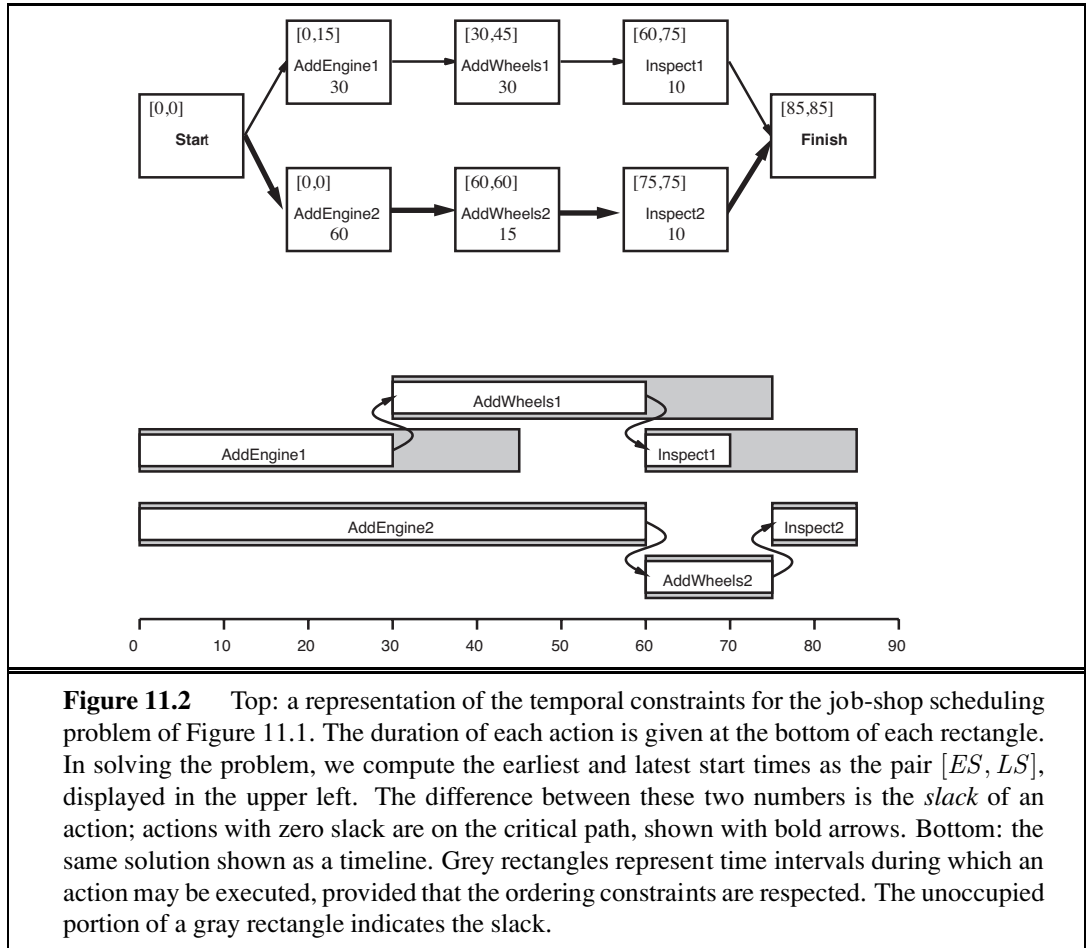 [0,15]
AddEngine1
30
[30,45]
AddWheels1
30
[60,75]
Inspect1
10
[0,0]
Start
[85,85]
Finish
[0,0]
AddEngine2
60
[60,60]
AddWheels2
15
[75,75]
Inspect2
10
AddWheels1
AddEngine1
Inspect1
AddEngine2
Inspect2
AddWheels2
0 10 20 30 40 50 60 70 80 90
Figure 11.2 Top: a representation of the temporal constraints for the job-shop scheduling
problem of Figure 11.1. The duration of each action is given at the bottom of each rectangle.
In solving the problem, we compute the earliest and latest start times as the pair [ES, LS],
displayed in the upper left. The difference between these two numbers is the slack of an
action; actions with zero slack are on the critical path, shown with bold arrows. Bottom: the
same solution shown as a timeline. Grey rectangles represent time intervals during which an
action may be executed, provided that the ordering constraints are respected. The unoccupied
portion of a gray rectangle indicates the slack.